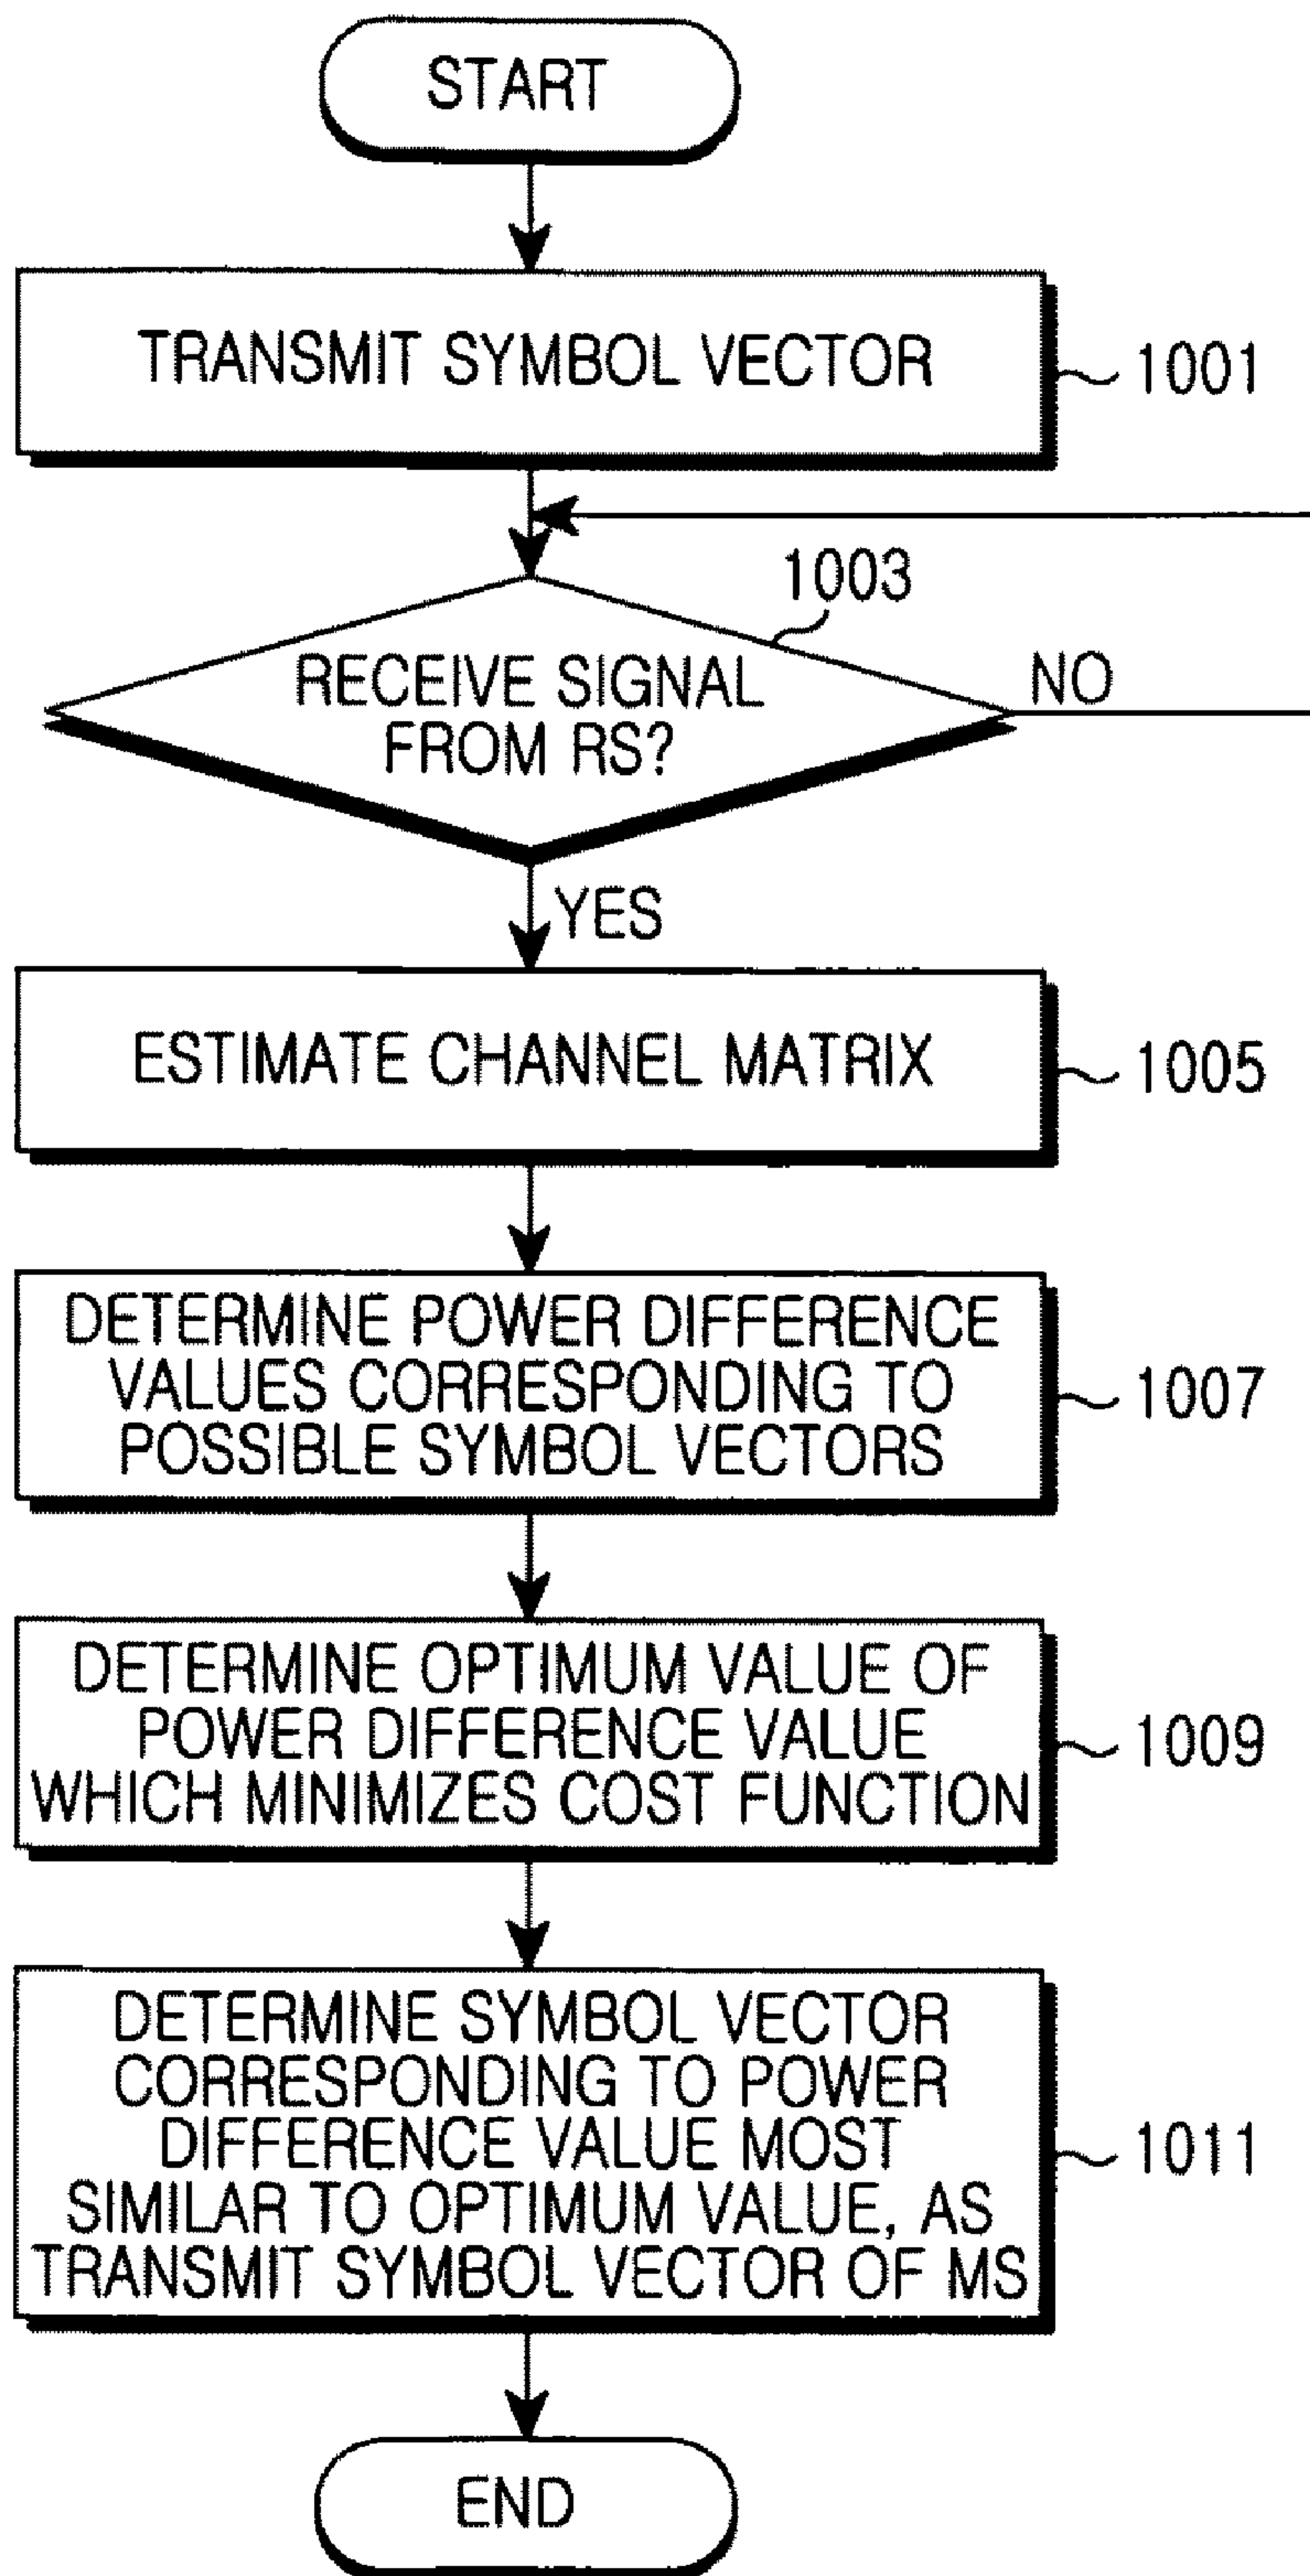 START
TRANSMIT SYMBOL VECTOR
1001
1003
RECEIVE SIGNAL
FROM RS?
NO
YES
ESTIMATE CHANNEL MATRIX
1005
DETERMINE POWER DIFFERENCE
VALUES CORRESPONDING TO
POSSIBLE SYMBOL VECTORS
1007
DETERMINE OPTIMUM VALUE OF
POWER DIFFERENCE VALUE
WHICH MINIMIZES COST FUNCTION
1009
DETERMINE SYMBOL VECTOR
CORRESPONDING TO POWER
DIFFERENCE VALUE MOST
SIMILAR TO OPTIMUM VALUE, AS
TRANSMIT SYMBOL VECTOR OF MS
1011
END